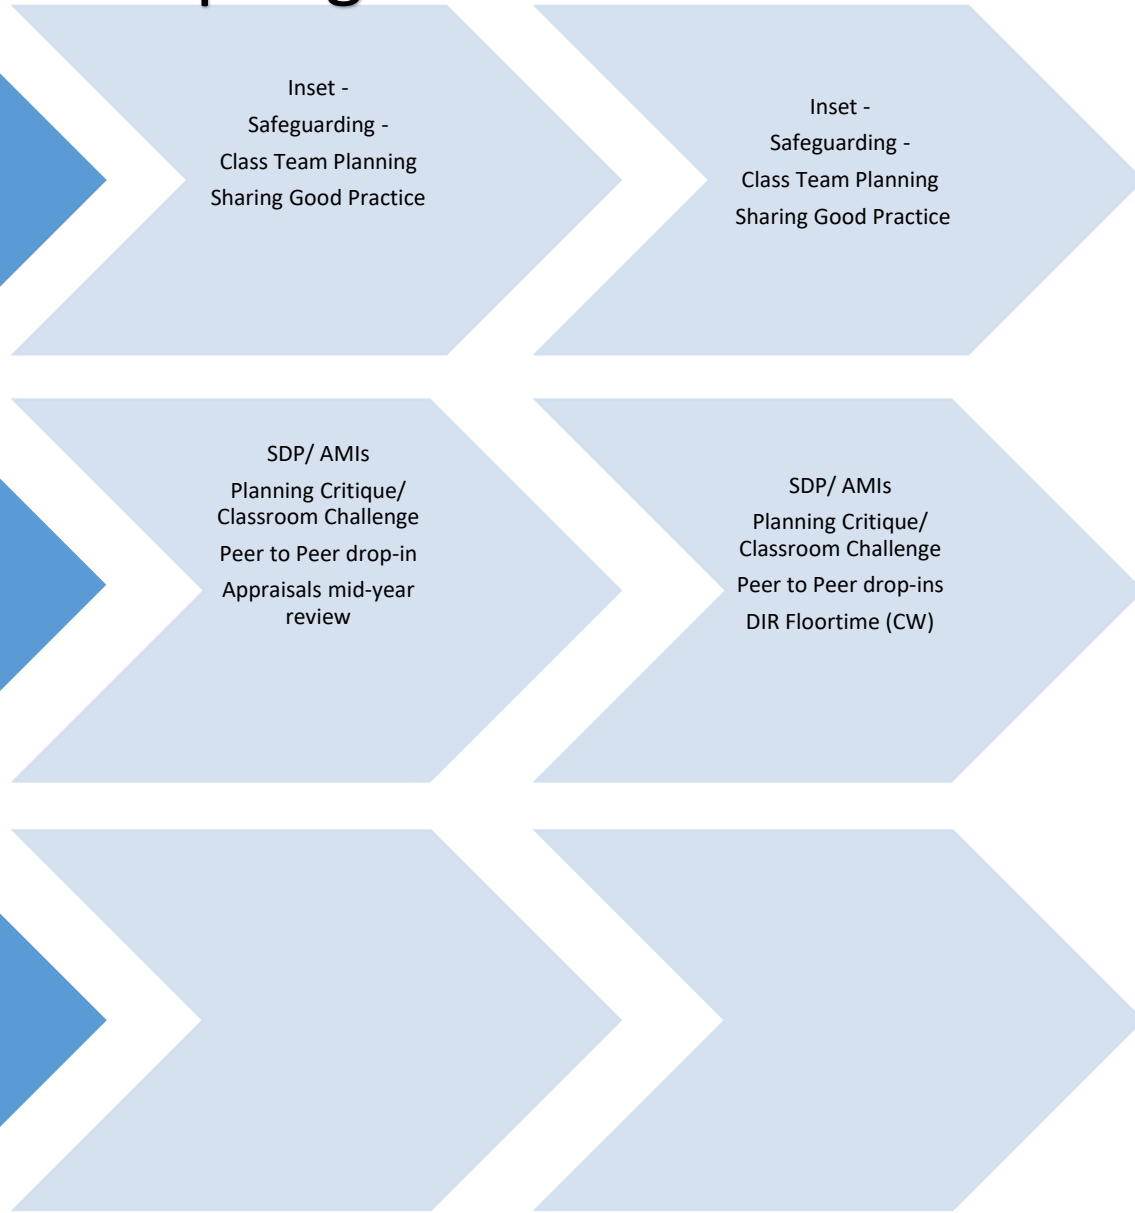 Inset -
Safeguarding -
Class Team Planning
Sharing Good Practice
Inset -
Safeguarding -
Class Team Planning
Sharing Good Practice
SDP/ AMIs
Planning Critique/
Classroom Challenge
Peer to Peer drop-in
Appraisals mid-year
review
SDP/ AMIs
Planning Critique/
Classroom Challenge
Peer to Peer drop-ins
DIR Floortime (CW)